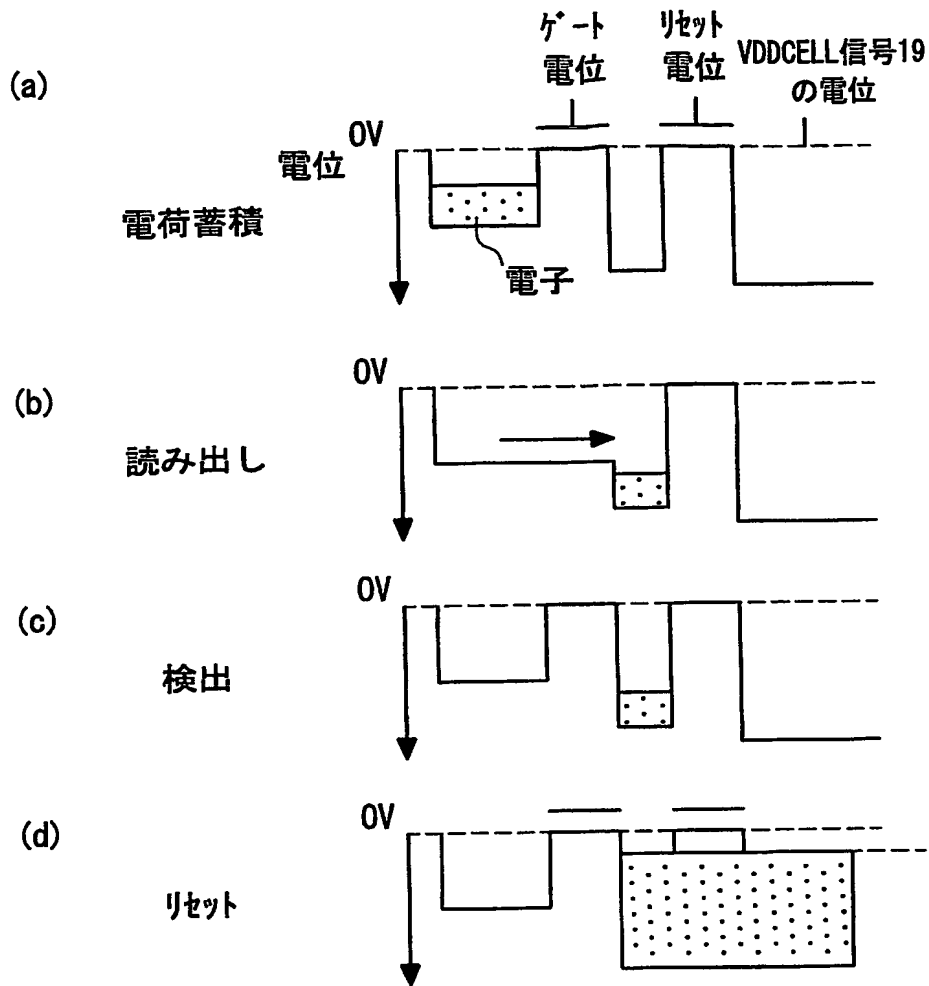 (a)
ｹﾞｰﾄ
電位
ﾘｾｯﾄ
電位
VDDCELL信号19
の電位
0V
電位
電荷蓄積
電子
(b)
0V
読み出し
(c)
0V
検出
(d)
0V
ﾘｾｯﾄ